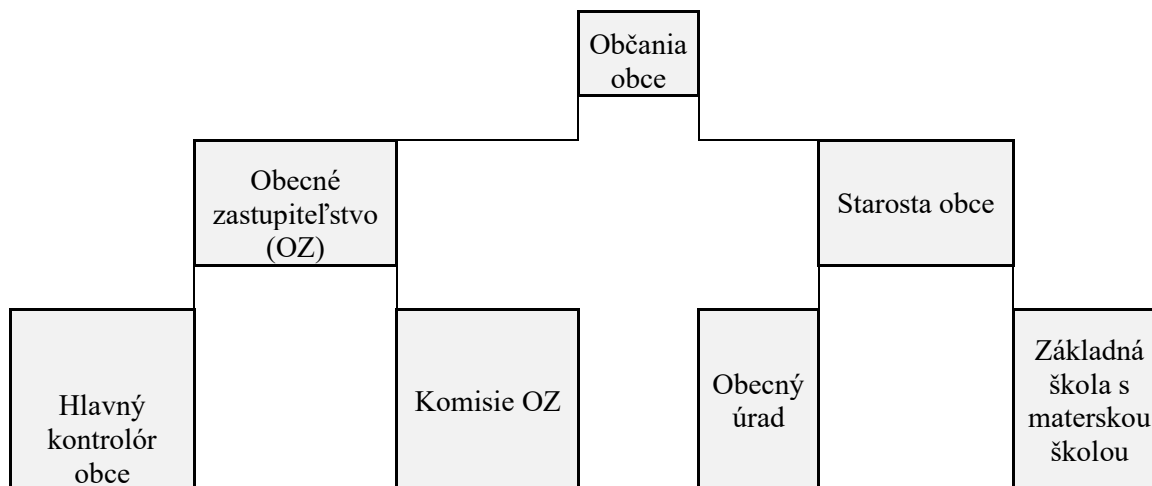 Občania
obce
Obecné
zastupiteľstvo
(OZ)
Starosta obce
Hlavný
kontrolór
obce
Komisie OZ
Obecný
úrad
Základná
škola s
materskou
školou